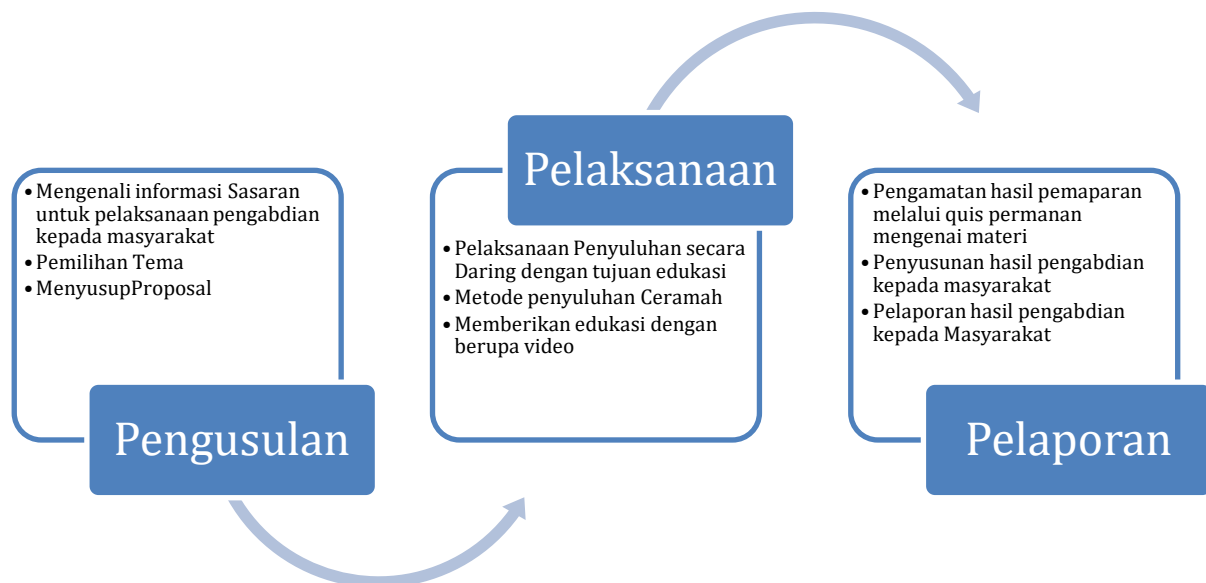 • Mengenali informasi Sasaran
untuk pelaksanaan pengabdian
kepada masyarakat
• Pemilihan Tema
• MenyusupProposal
Pengusulan
Pelaksanaan
• Pelaksanaan Penyuluhan secara
Daring dengan tujuan edukasi
• Metode penyuluhan Ceramah
• Memberikan edukasi dengan
berupa video
• Pengamatan hasil pemaparan
melalui quis permanan
mengenai materi
• Penyusunan hasil pengabdian
kepada masyarakat
• Pelaporan hasil pengabdian
kepada Masyarakat
Pelaporan